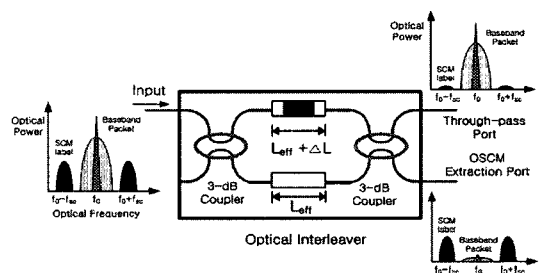 Optical
Power
SCM
label
Baseband
Packet
f₀-fsc
f₀
f₀+fsc
Optical Frequency
Input
Leff + ΔL
3-dB
Coupler
Leff
3-dB
Coupler
Optical Interleaver
Optical
Power
SCM
label
Baseband
Packet
f₀-fsc
f₀
f₀+fsc
Through-pass
Port
OSCM
Extraction Port
SCM
label
Baseband
Packet
f₀-fsc
f₀
f₀+fsc